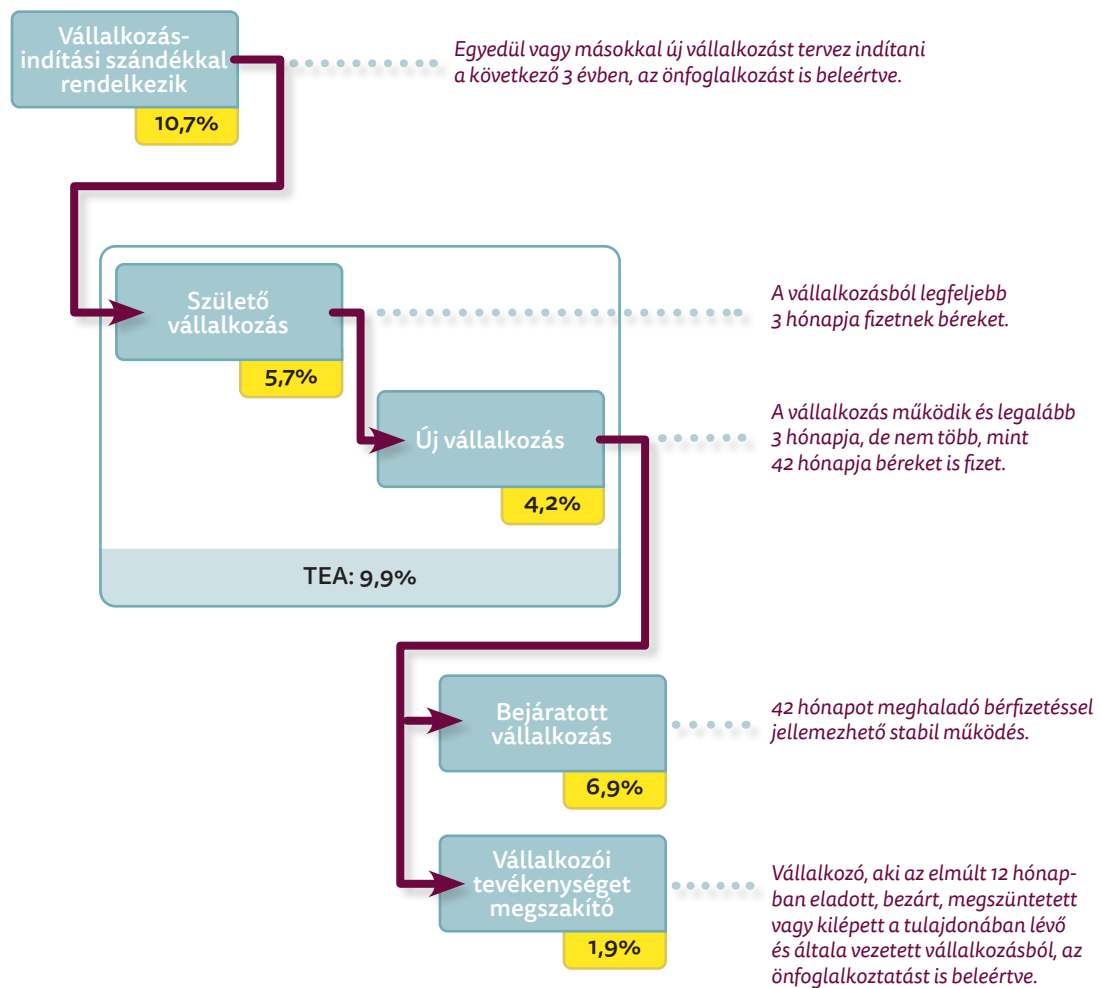 Vállalkozás-
indítási szándékkal
rendelkezik
10,7%
Egyedül vagy másokkal új vállalkozást tervez indítani
a következő 3 évben, az önfoglalkozást is beleértve.
Születő
vállalkozás
5,7%
A vállalkozásból legfeljebb
3 hónapja fizetnek béreket.
Új vállalkozás
4,2%
A vállalkozás működik és legalább
3 hónapja, de nem több, mint
42 hónapja béreket is fizet.
TEA: 9,9%
Bejáratott
vállalkozás
6,9%
42 hónapot meghaladó bérfizetéssel
jellemezhető stabil működés.
Vállalkozói
tevékenységet
megszakító
1,9%
Vállalkozó, aki az elmúlt 12 hónap-
ban eladott, bezárt, megszüntetett
vagy kilépett a tulajdonában lévő
és általa vezetett vállalkozásból, az
önfoglalkoztatást is beleértve.